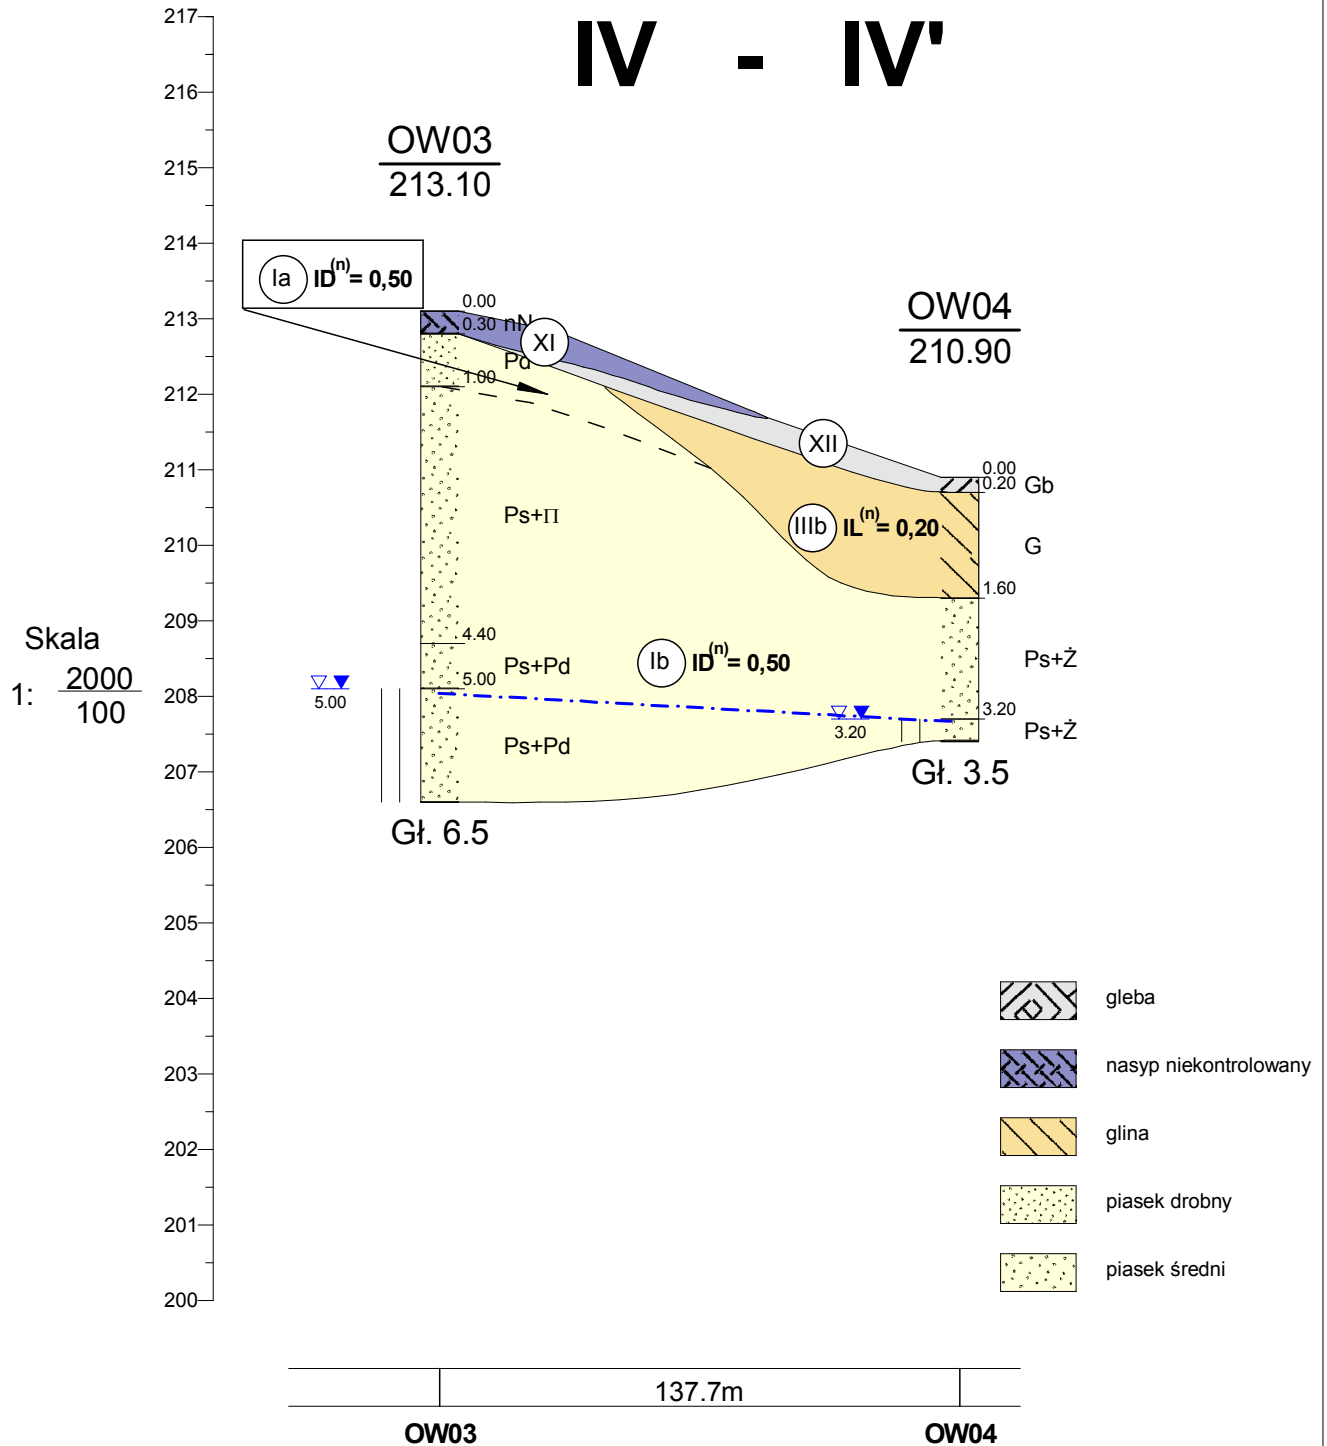 IV - IV'
217
216
215
214
213
212
211
210
209
208
207
206
205
204
203
202
201
200
OW03
213.10
OW04
210.90
Ia ID(n) = 0,50
0.00
0.30 nN
Pd
1.00
XI
XII
0.00
0.20 Gb
Ps+Π
IIIb IL(n) = 0,20
G
1.60
Skala
1: 2000
100
4.40
Ps+Pd
5.00
Ib ID(n) = 0,50
Ps+Ż
5.00
3.20
3.20
Ps+Pd
Ps+Ż
Gł. 3.5
Gł. 6.5
gleba
nasyp niekontrolowany
glina
piasek drobny
piasek średni
137.7m
OW03
OW04